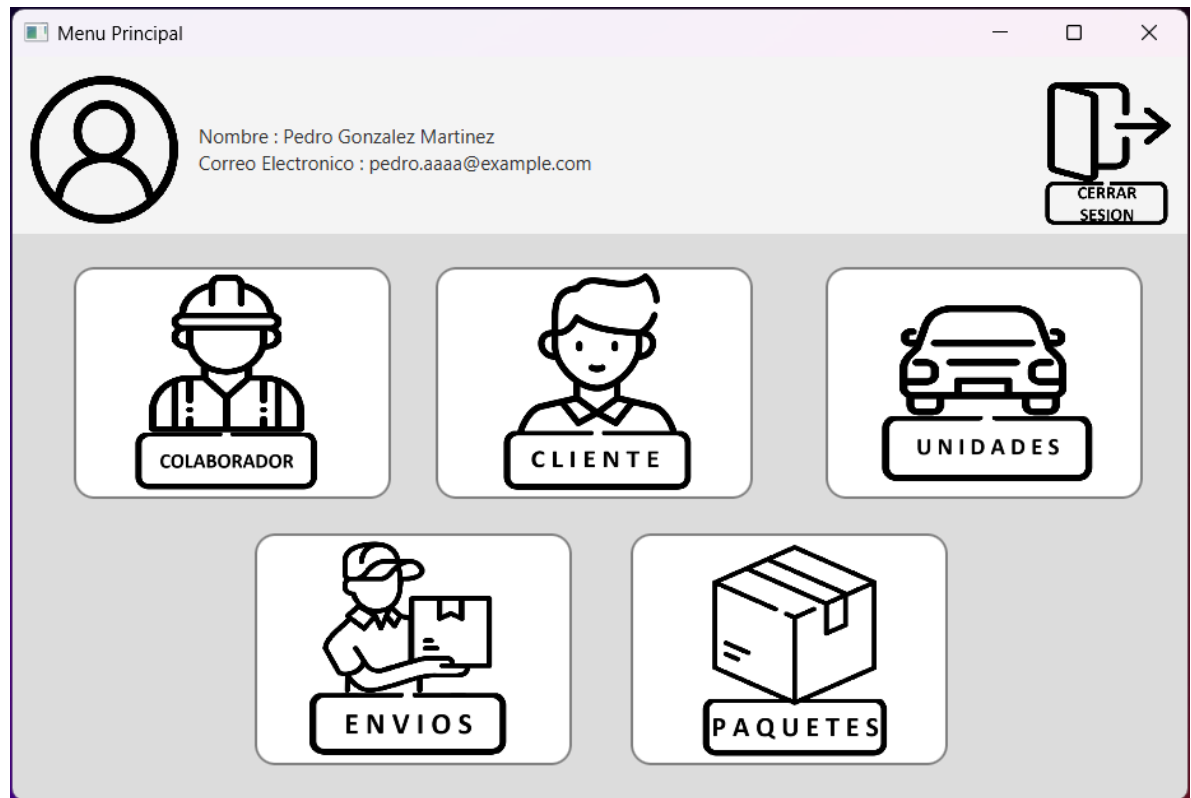 Menu Principal
Nombre : Pedro Gonzalez Martinez
Correo Electronico : pedro.aaaa@example.com
CERRAR
SESION
COLABORADOR
CLIENTE
UNIDADES
ENVIOS
PAQUETES